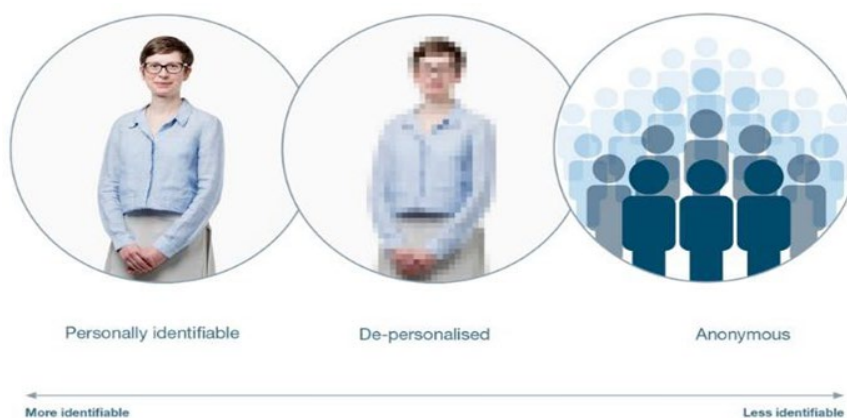 Personally identifiable
De-personalised
Anonymous
More identifiable
Less identifiable